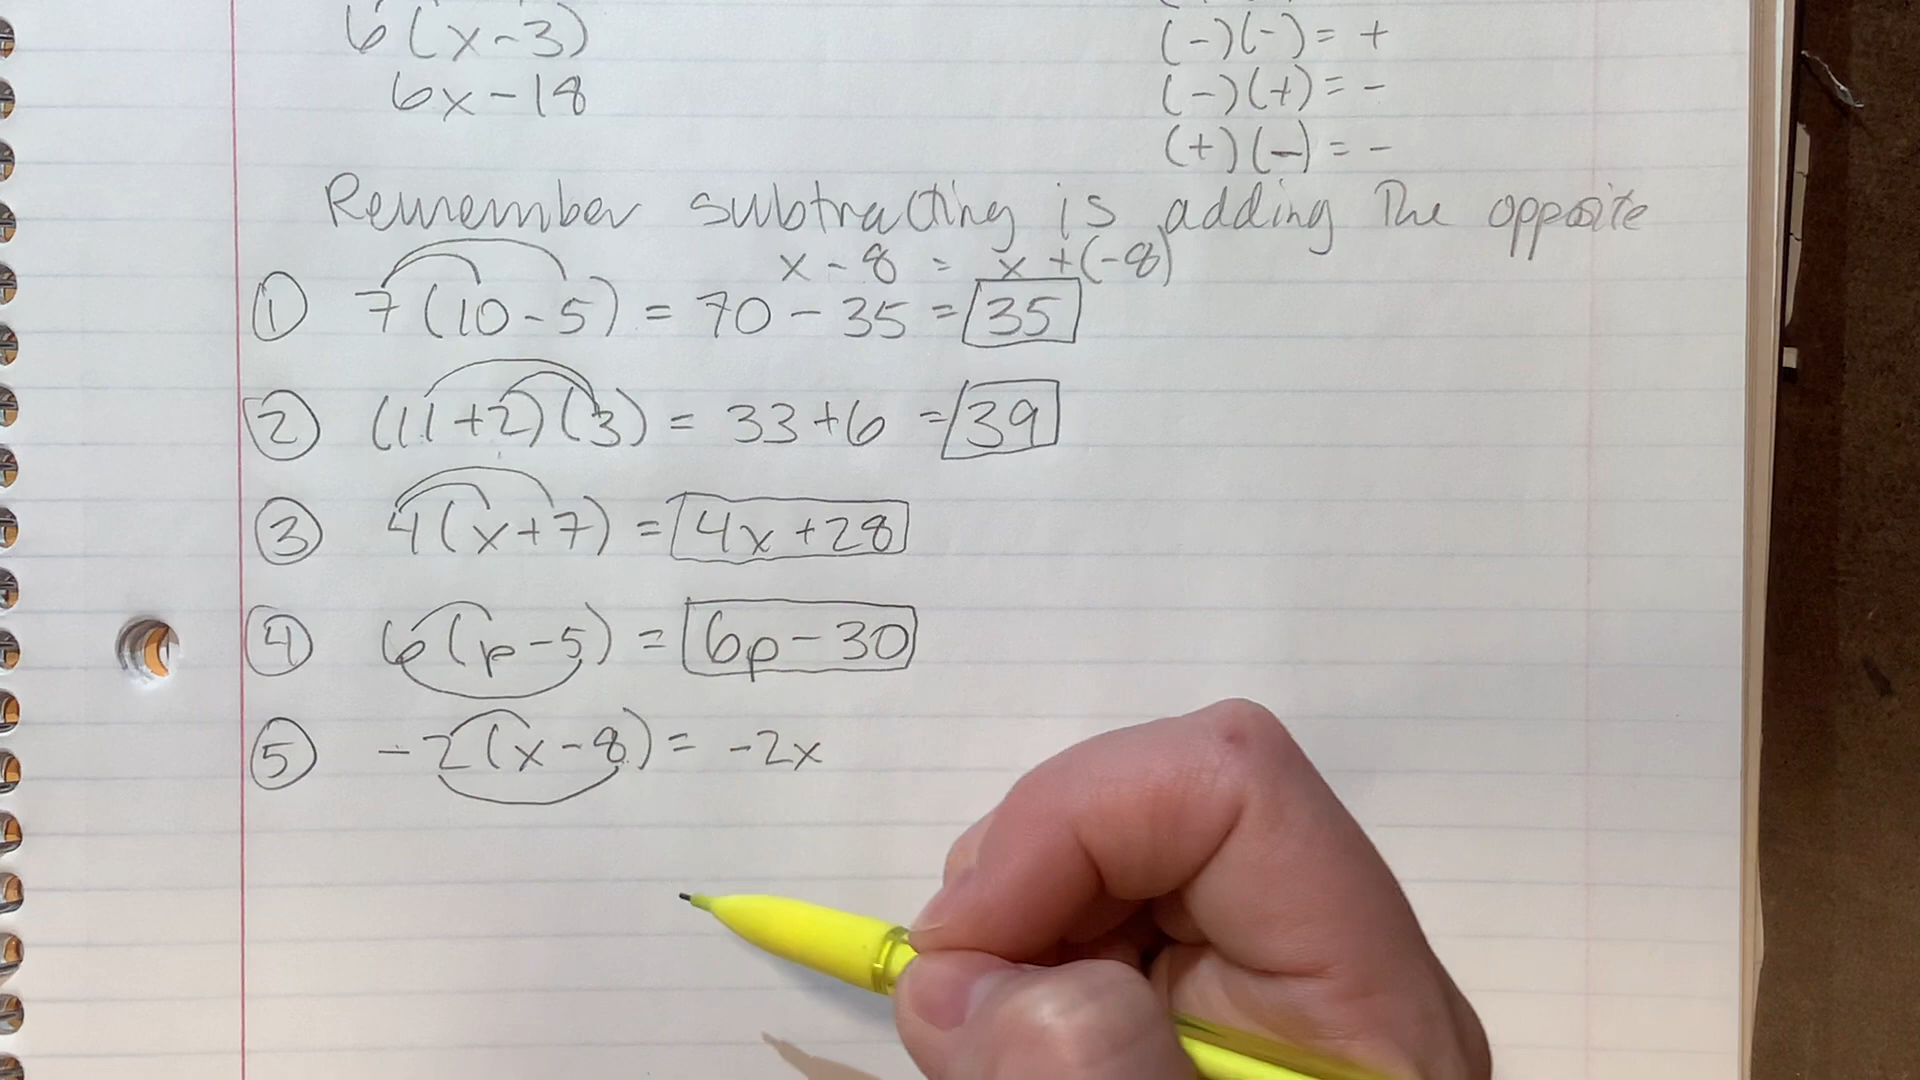 6(x-3)
6x-18
(-)(-) = +
(-)(+) = -
(+)(-) = -
Remember subtracting is adding The opposite
x - 8 = x + (-8)
① 7(10-5) = 70 - 35 = 35
② (11+2)(3) = 33+6 = 39
③ 4(x+7) = 4x+28
④ 6(p-5) = 6p-30
⑤ -2(x-8) = -2x